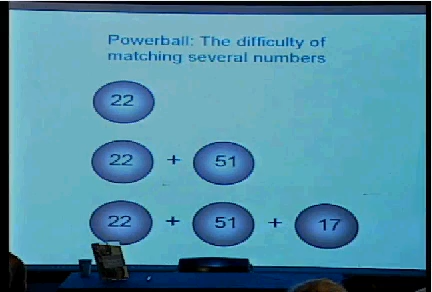 Powerball: The difficulty of
matching several numbers
22
22 + 51
22 + 51 + 17